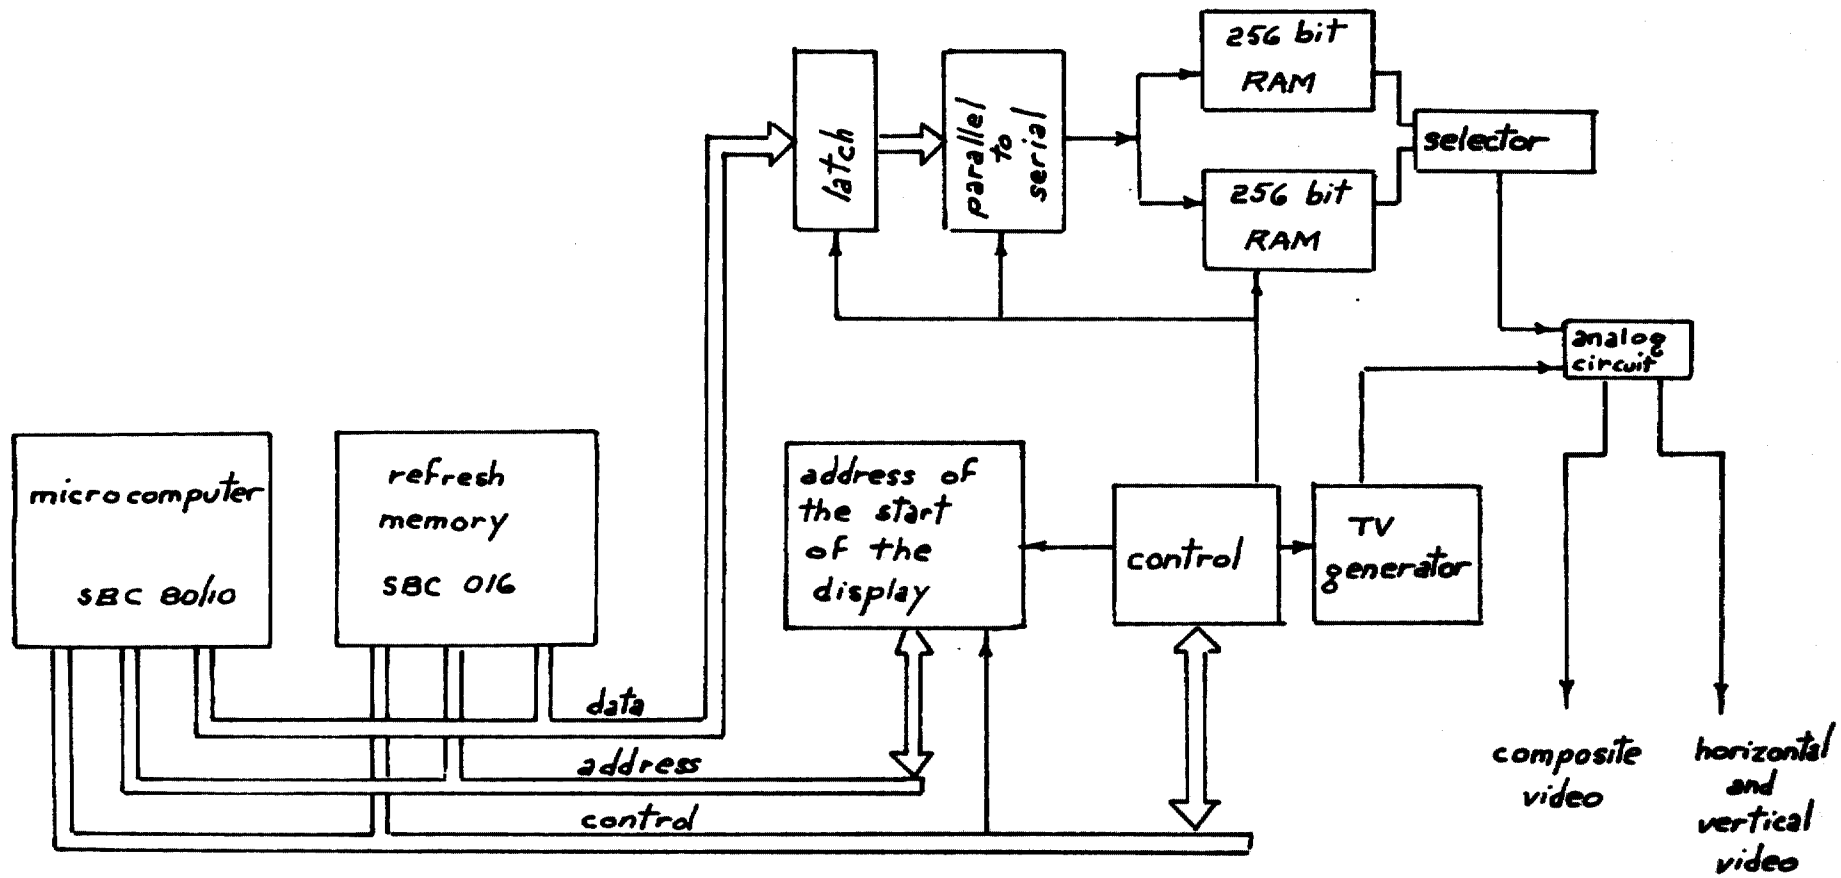 256 bit
RAM
latch
parallel
to
serial
selector
256 bit
RAM
analog
circuit
microcomputer
SBC 80/10
refresh
memory
SBC 016
address of
the start
of the
display
control
TV
generator
data
address
control
composite
video
horizontal
and
vertical
video